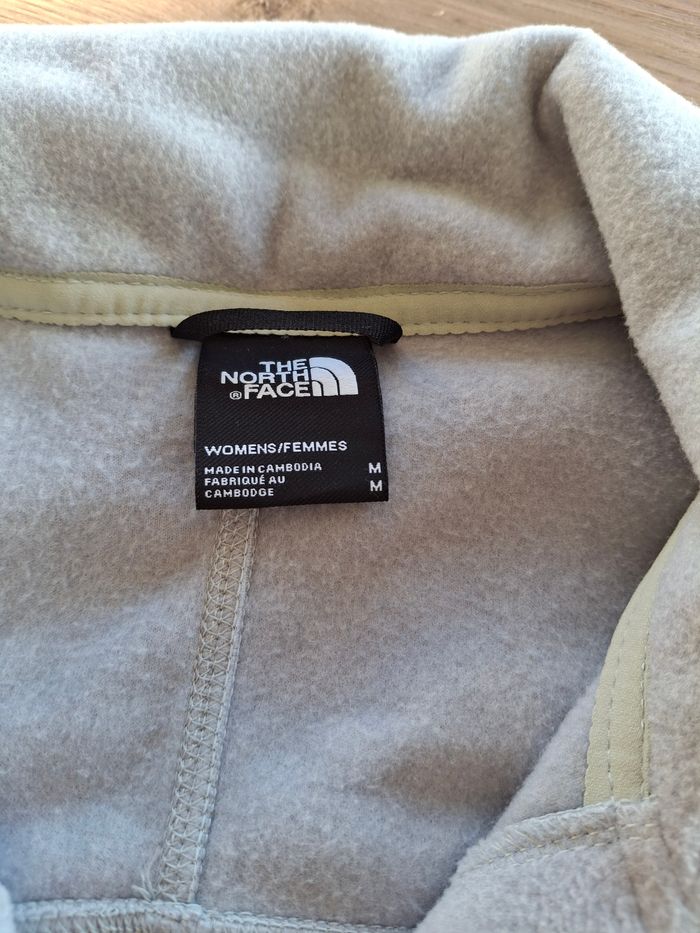 THE
NORTH
®FACE
WOMENS/FEMMES
MADE IN CAMBODIA M
FABRIQUÉ AU
CAMBODGE M